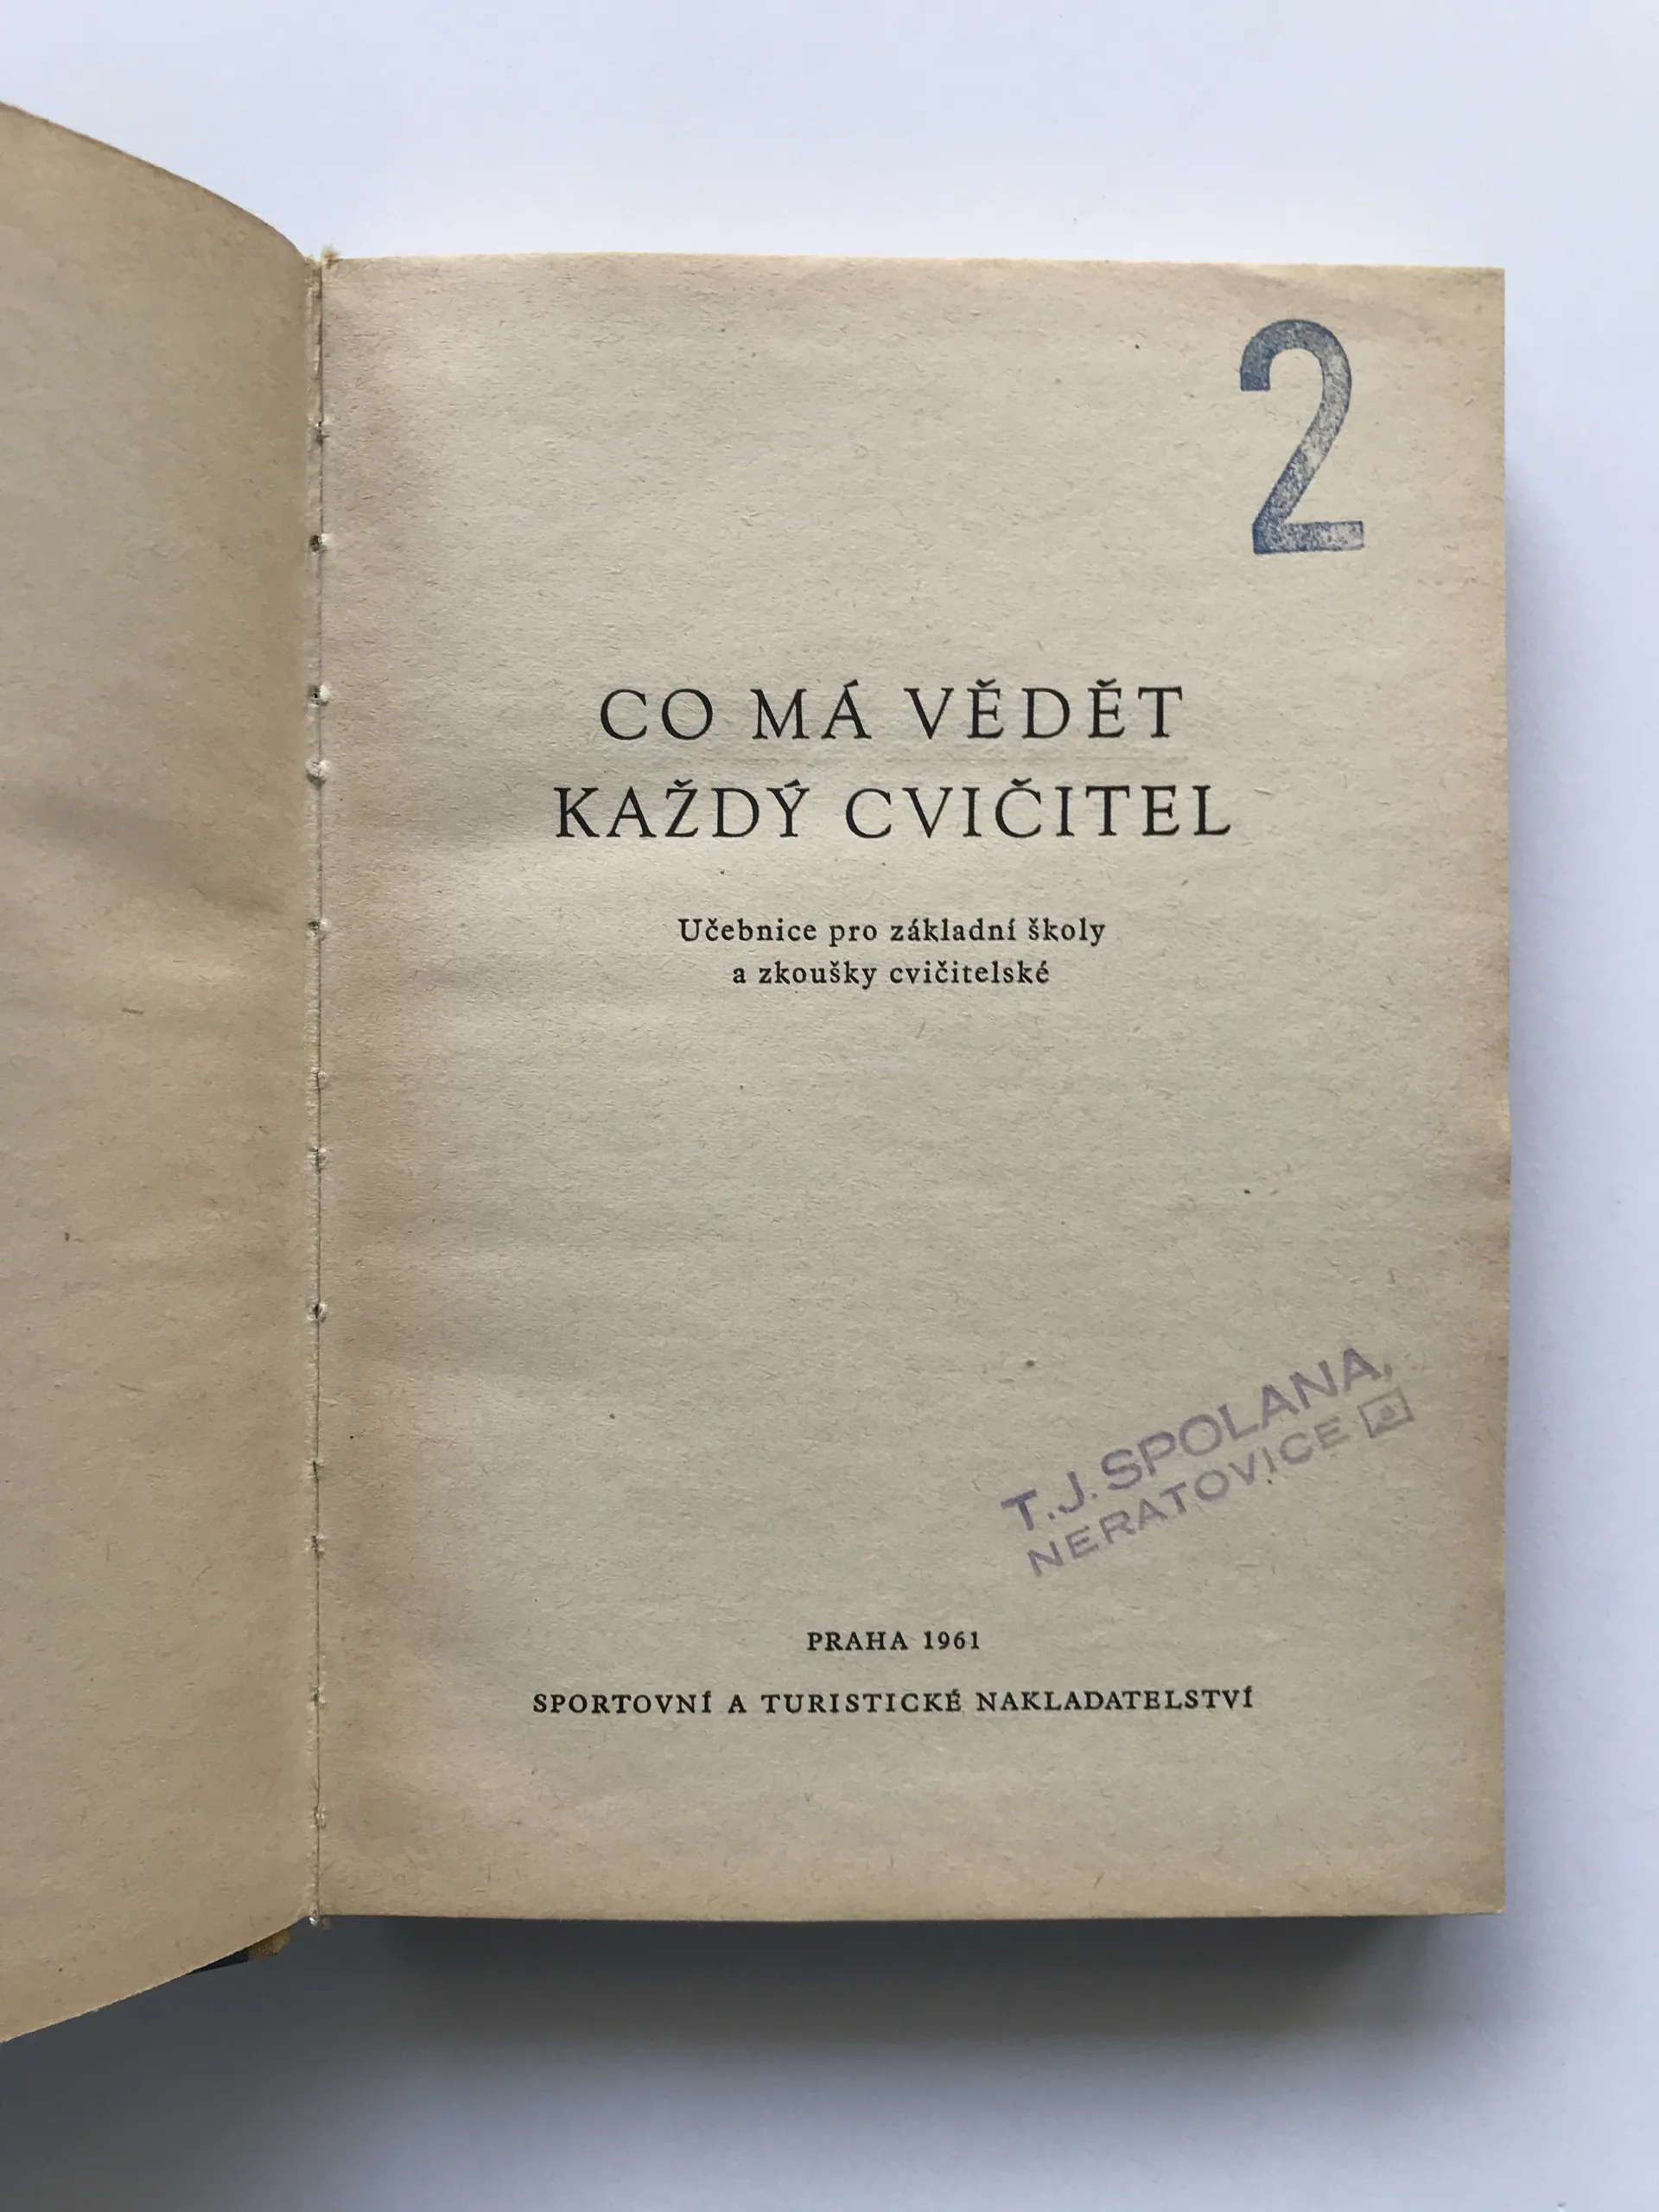 2
CO MÁ VĚDĚT
KAŽDÝ CVIČITEL
Učebnice pro základní školy
a zkoušky cvičitelské
T.J. SPOLANA,
NERATOVICE
PRAHA 1961
SPORTOVNÍ A TURISTICKÉ NAKLADATELSTVÍ